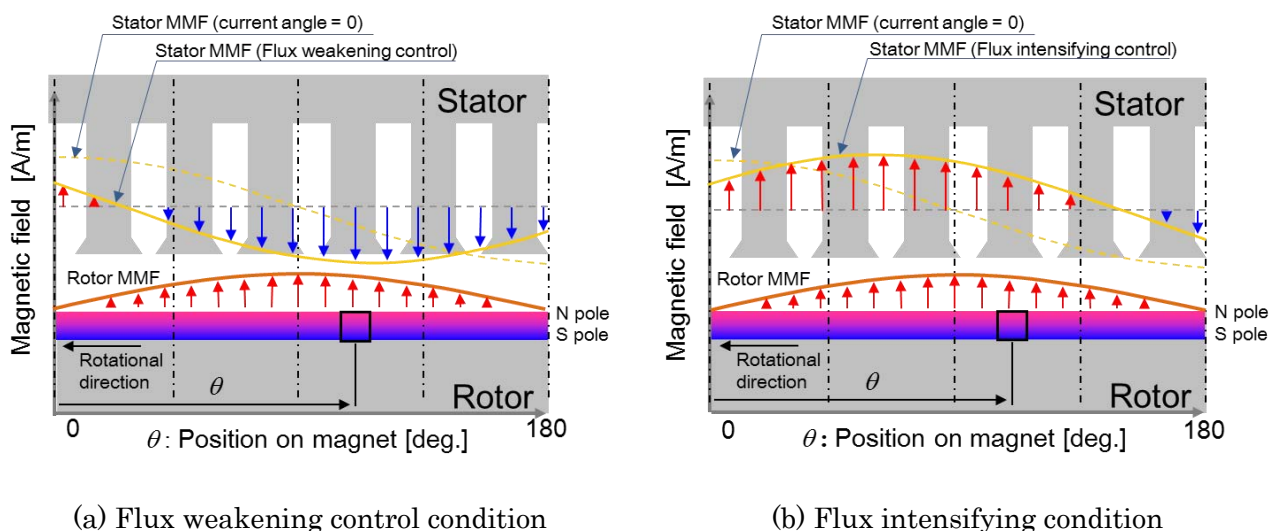 Stator MMF (current angle = 0)
Stator MMF (Flux weakening control)
Stator
Magnetic field [A/m]
Rotor MMF
N pole
S pole
Rotational
direction
θ
Rotor
0
180
θ : Position on magnet [deg.]
(a) Flux weakening control condition
Stator MMF (current angle = 0)
Stator MMF (Flux intensifying control)
Stator
Magnetic field [A/m]
Rotor MMF
N pole
S pole
Rotational
direction
θ
Rotor
0
180
θ : Position on magnet [deg.]
(b) Flux intensifying condition